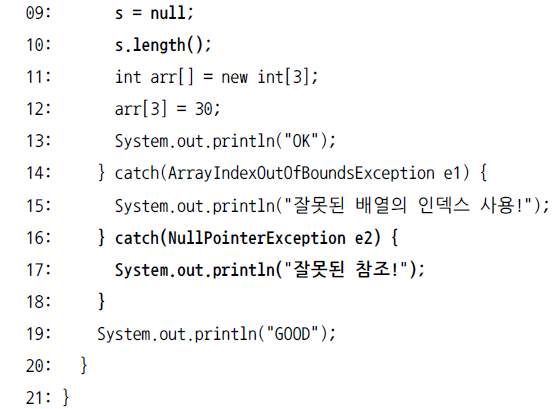 09: s = null;
10: s.length();
11: int arr[] = new int[3];
12: arr[3] = 30;
13: System.out.println("OK");
14: } catch(ArrayIndexOutOfBoundsException e1) {
15: System.out.println("잘못된 배열의 인덱스 사용!");
16: } catch(NullPointerException e2) {
17: System.out.println("잘못된 참조!");
18: }
19: System.out.println("GOOD");
20: }
21: }